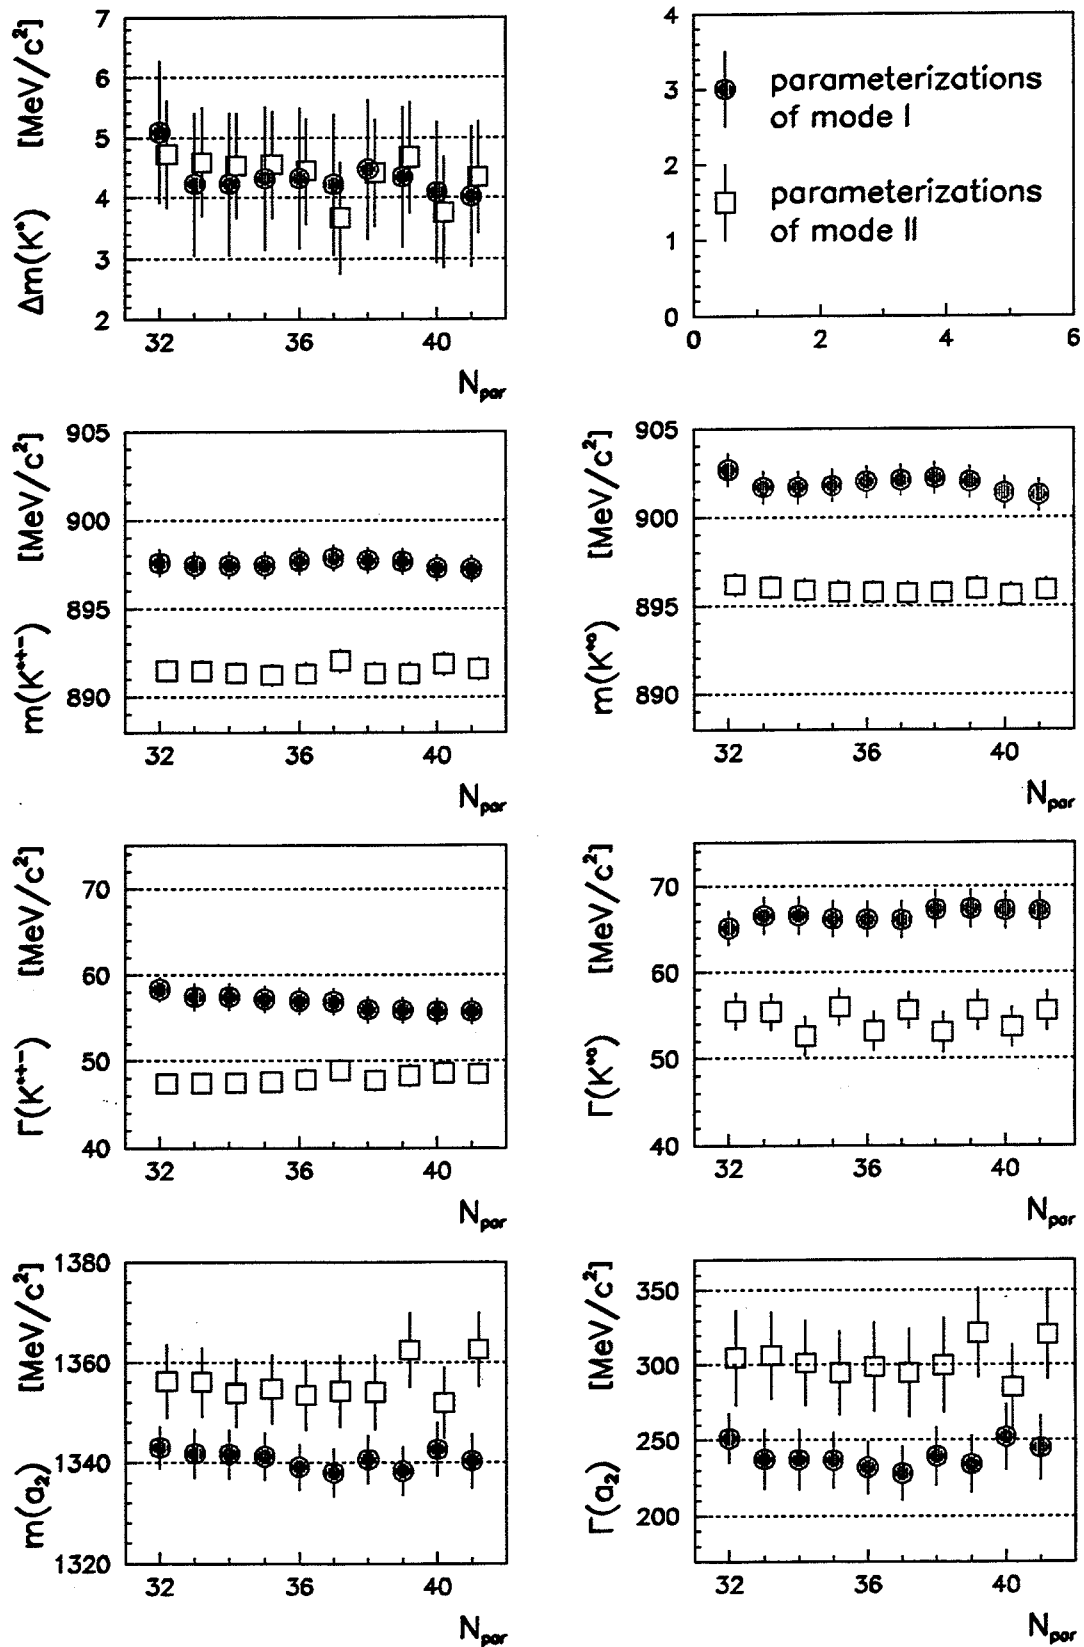 Δm(K*) [MeV/c²]
7
6
5
4
3
2
32 36 40
N_par
4
3
2
1
0
0 2 4 6
parameterizations
of mode I
parameterizations
of mode II
m(K*+-) [MeV/c²]
905
900
895
890
32 36 40
N_par
m(K*o) [MeV/c²]
905
900
895
890
32 36 40
N_par
Γ(K*+-) [MeV/c²]
70
60
50
40
32 36 40
N_par
Γ(K*o) [MeV/c²]
70
60
50
40
32 36 40
N_par
m(a₂) [MeV/c²]
1380
1360
1340
1320
32 36 40
N_par
Γ(a₂) [MeV/c²]
350
300
250
200
32 36 40
N_par